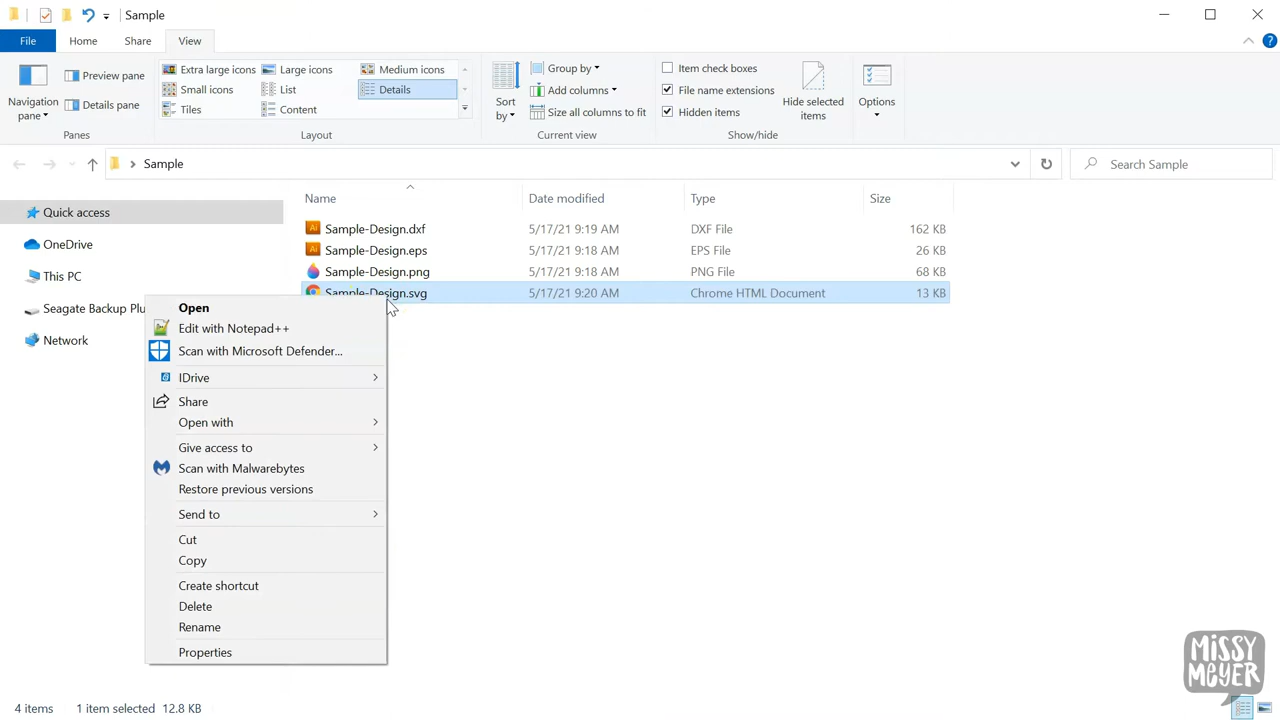 Sample
File
Home
Share
View
Navigation pane
Preview pane
Details pane
Panes
Extra large icons
Large icons
Medium icons
Small icons
List
Details
Tiles
Content
Layout
Sort by
Group by
Add columns
Size all columns to fit
Current view
Item check boxes
File name extensions
Hidden items
Hide selected items
Show/hide
Options
Sample
Search Sample
Quick access
OneDrive
This PC
Seagate Backup Plu
Network
Name Date modified Type Size
Sample-Design.dxf 5/17/21 9:19 AM DXF File 162 KB
Sample-Design.eps 5/17/21 9:18 AM EPS File 26 KB
Sample-Design.png 5/17/21 9:18 AM PNG File 68 KB
Sample-Design.svg 5/17/21 9:20 AM Chrome HTML Document 13 KB
Open
Edit with Notepad++
Scan with Microsoft Defender...
IDrive
Share
Open with
Give access to
Scan with Malwarebytes
Restore previous versions
Send to
Cut
Copy
Create shortcut
Delete
Rename
Properties
4 items 1 item selected 12.8 KB
MiSSY
MEYER